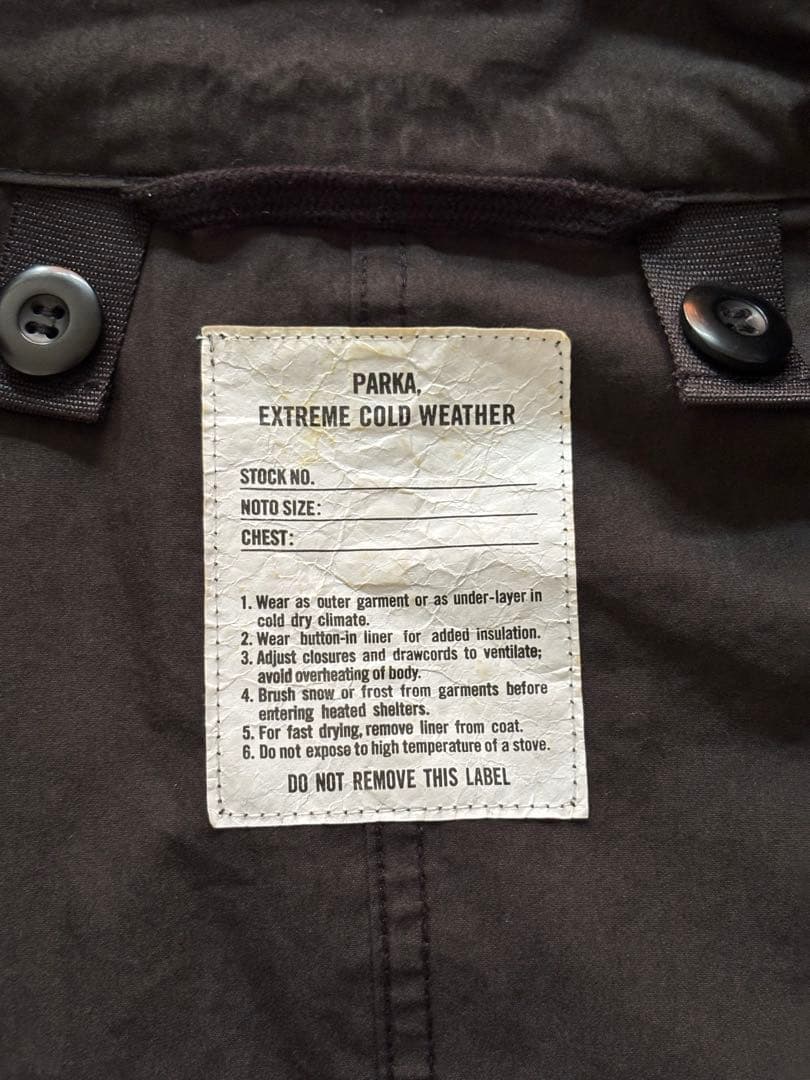 PARKA,
EXTREME COLD WEATHER
STOCK NO.
NOTO SIZE:
CHEST:
1. Wear as outer garment or as under-layer in
cold dry climate.
2. Wear button-in liner for added insulation.
3. Adjust closures and drawcords to ventilate;
avoid overheating of body.
4. Brush snow or frost from garments before
entering heated shelters.
5. For fast drying, remove liner from coat.
6. Do not expose to high temperature of a stove.
DO NOT REMOVE THIS LABEL